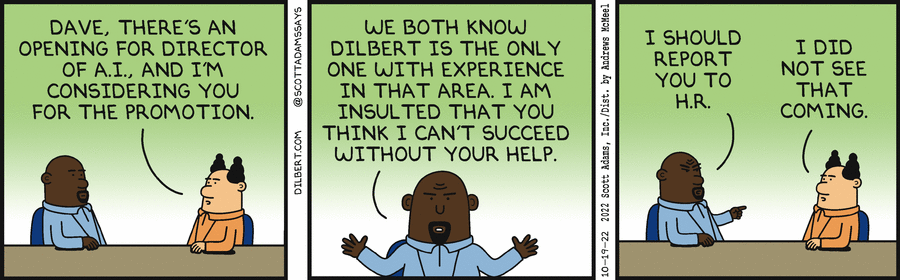 DAVE, THERE'S AN
OPENING FOR DIRECTOR
OF A.I., AND I'M
CONSIDERING YOU
FOR THE PROMOTION.
DILBERT.COM @SCOTTADAMSSAYS
WE BOTH KNOW
DILBERT IS THE ONLY
ONE WITH EXPERIENCE
IN THAT AREA. I AM
INSULTED THAT YOU
THINK I CAN'T SUCCEED
WITHOUT YOUR HELP.
10-19-22 2022 Scott Adams, Inc./Dist. by Andrews McMeel
I SHOULD
REPORT
YOU TO
H.R.
I DID
NOT SEE
THAT
COMING.